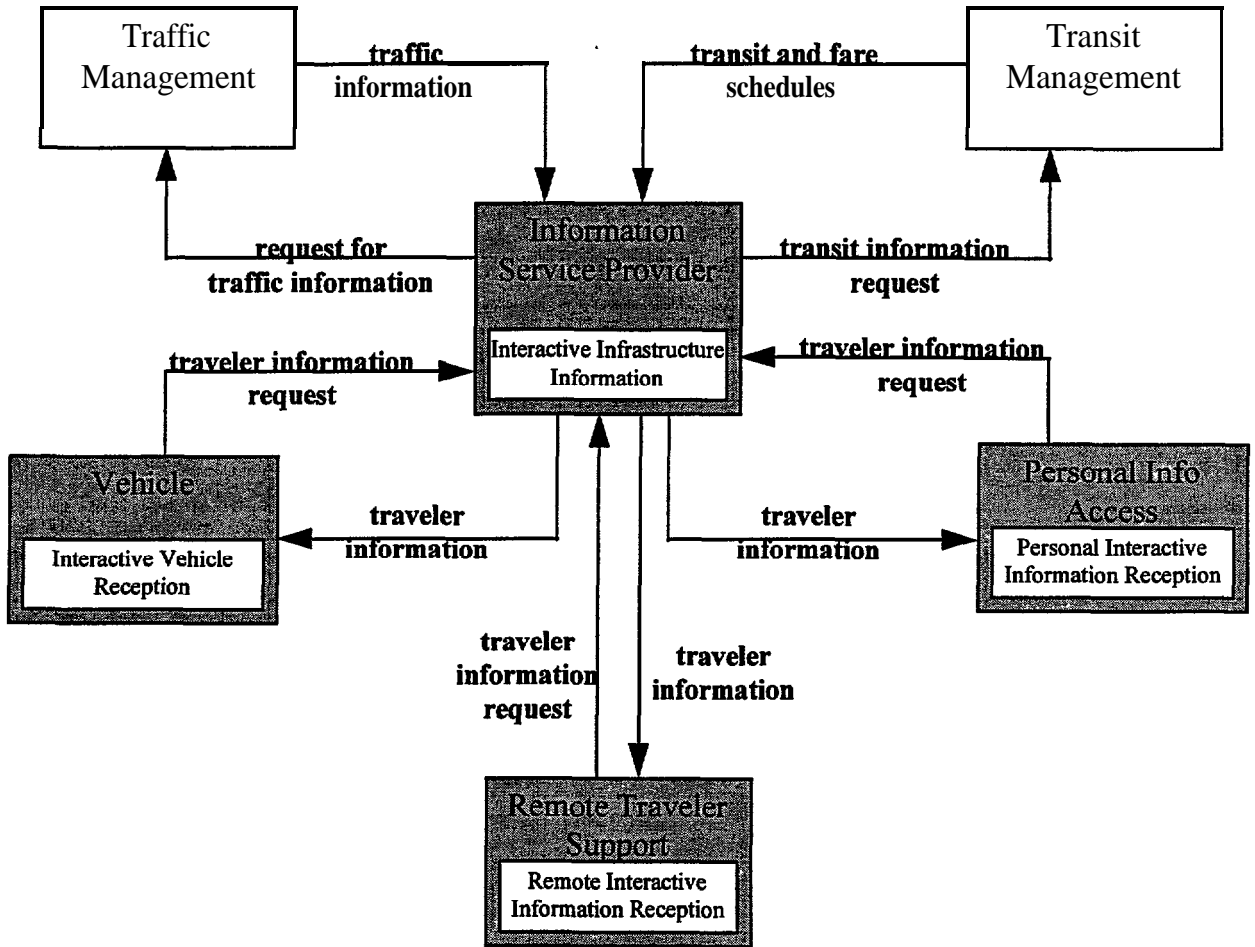 Traffic
Management
traffic
information
transit and fare
schedules
Transit
Management
request for
traffic information
Information
Service Provider
transit information
request
Interactive Infrastructure
Information
traveler information
request
traveler information
request
Vehicle
Interactive Vehicle
Reception
traveler
information
traveler
information
Personal Info
Access
Personal Interactive
Information Reception
traveler
information
request
traveler
information
Remote Traveler
Support
Remote Interactive
Information Reception